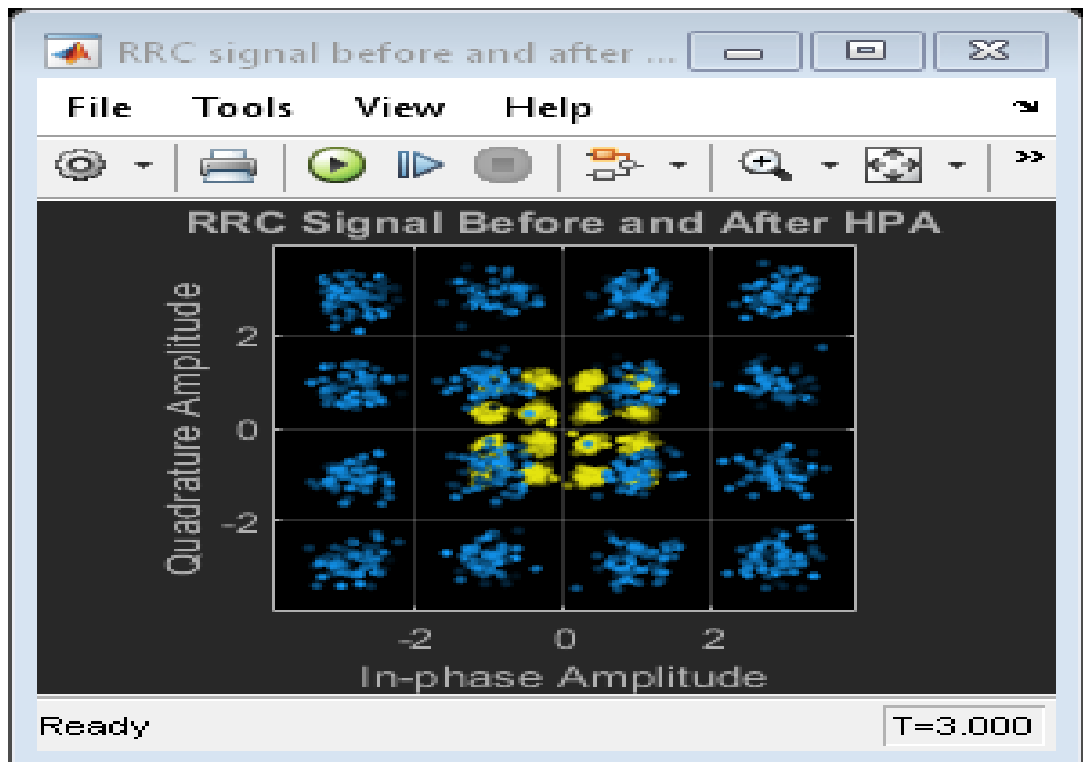 RRC signal before and after ...
File Tools View Help
RRC Signal Before and After HPA
Quadrature Amplitude
2
0
-2
-2 0 2
In-phase Amplitude
Ready T=3.000